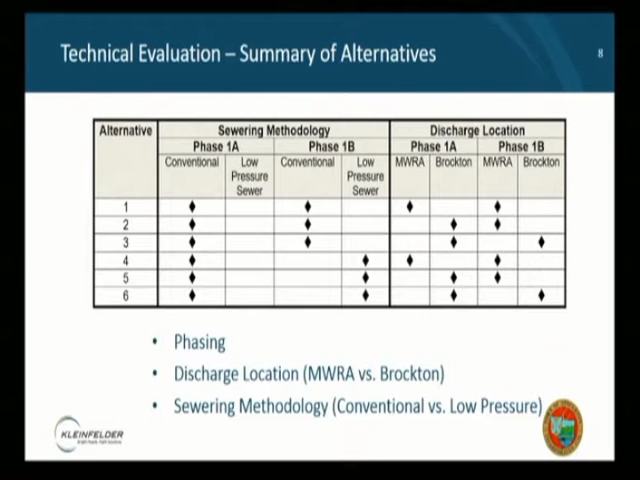 Technical Evaluation – Summary of Alternatives
8
Alternative Sewering Methodology Discharge Location
Phase 1A Phase 1B Phase 1A Phase 1B
Conventional Low Pressure Sewer Conventional Low Pressure Sewer MWRA Brockton MWRA Brockton
1 ♦ ♦ ♦ ♦
2 ♦ ♦ ♦ ♦
3 ♦ ♦ ♦ ♦
4 ♦ ♦ ♦ ♦
5 ♦ ♦ ♦ ♦
6 ♦ ♦ ♦ ♦
• Phasing
• Discharge Location (MWRA vs. Brockton)
• Sewering Methodology (Conventional vs. Low Pressure)
KLEINFELDER